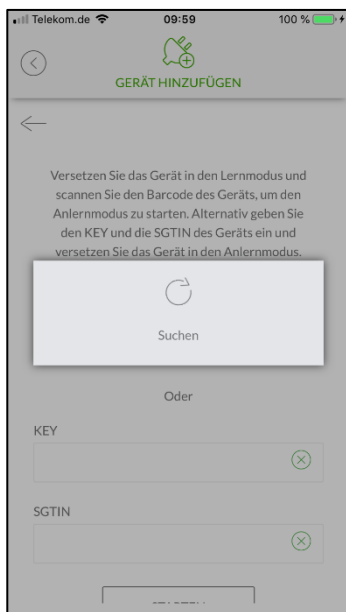 Telekom.de 09:59 100 %
GERÄT HINZUFÜGEN
Versetzen Sie das Gerät in den Lernmodus und
scannen Sie den Barcode des Geräts, um den
Anlernmodus zu starten. Alternativ geben Sie
den KEY und die SGTIN des Geräts ein und
versetzen Sie das Gerät in den Anlernmodus.
Suchen
Oder
KEY
SGTIN